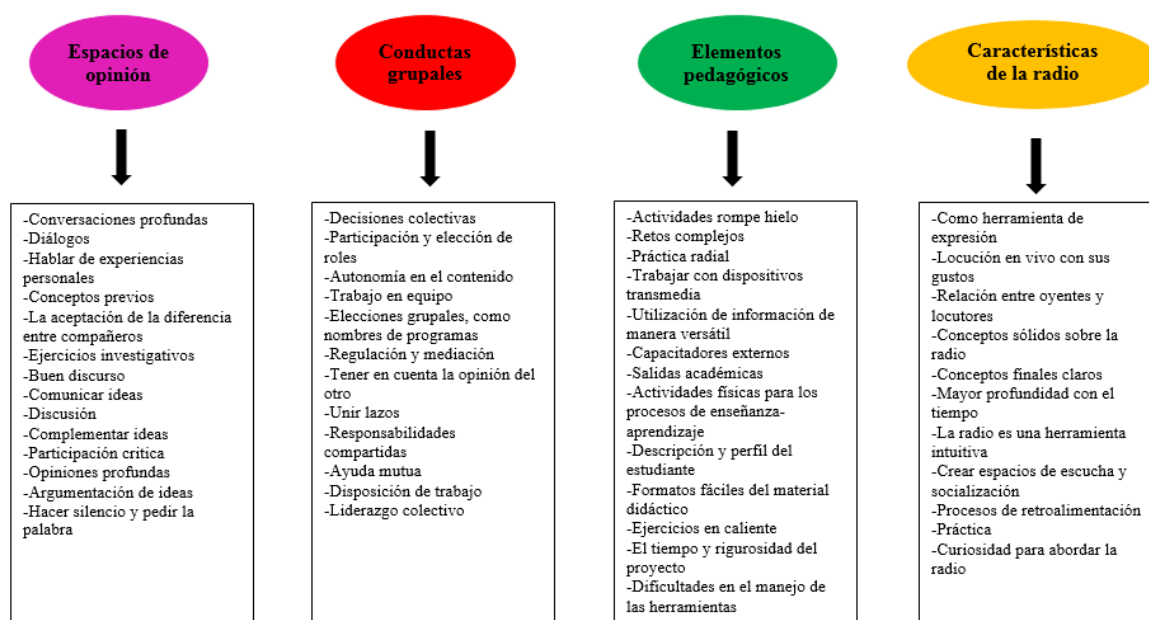 Espacios de
opinión
Conductas
grupales
Elementos
pedagógicos
Características
de la radio
-Conversaciones profundas
-Diálogos
-Hablar de experiencias
personales
-Conceptos previos
-La aceptación de la diferencia
entre compañeros
-Ejercicios investigativos
-Buen discurso
-Comunicar ideas
-Discusión
-Complementar ideas
-Participación critica
-Opiniones profundas
-Argumentación de ideas
-Hacer silencio y pedir la
palabra
-Decisiones colectivas
-Participación y elección de
roles
-Autonomía en el contenido
-Trabajo en equipo
-Elecciones grupales, como
nombres de programas
-Regulación y mediación
-Tener en cuenta la opinión del
otro
-Unir lazos
-Responsabilidades
compartidas
-Ayuda mutua
-Disposición de trabajo
-Liderazgo colectivo
-Actividades rompe hielo
-Retos complejos
-Práctica radial
-Trabajar con dispositivos
transmedia
-Utilización de información de
manera versátil
-Capacitadores externos
-Salidas académicas
-Actividades físicas para los
procesos de enseñanza-
aprendizaje
-Descripción y perfil del
estudiante
-Formatos fáciles del material
didáctico
-Ejercicios en caliente
-El tiempo y rigurosidad del
proyecto
-Dificultades en el manejo de
las herramientas
-Como herramienta de
expresión
-Locución en vivo con sus
gustos
-Relación entre oyentes y
locutores
-Conceptos sólidos sobre la
radio
-Conceptos finales claros
-Mayor profundidad con el
tiempo
-La radio es una herramienta
intuitiva
-Crear espacios de escucha y
socialización
-Procesos de retroalimentación
-Práctica
-Curiosidad para abordar la
radio